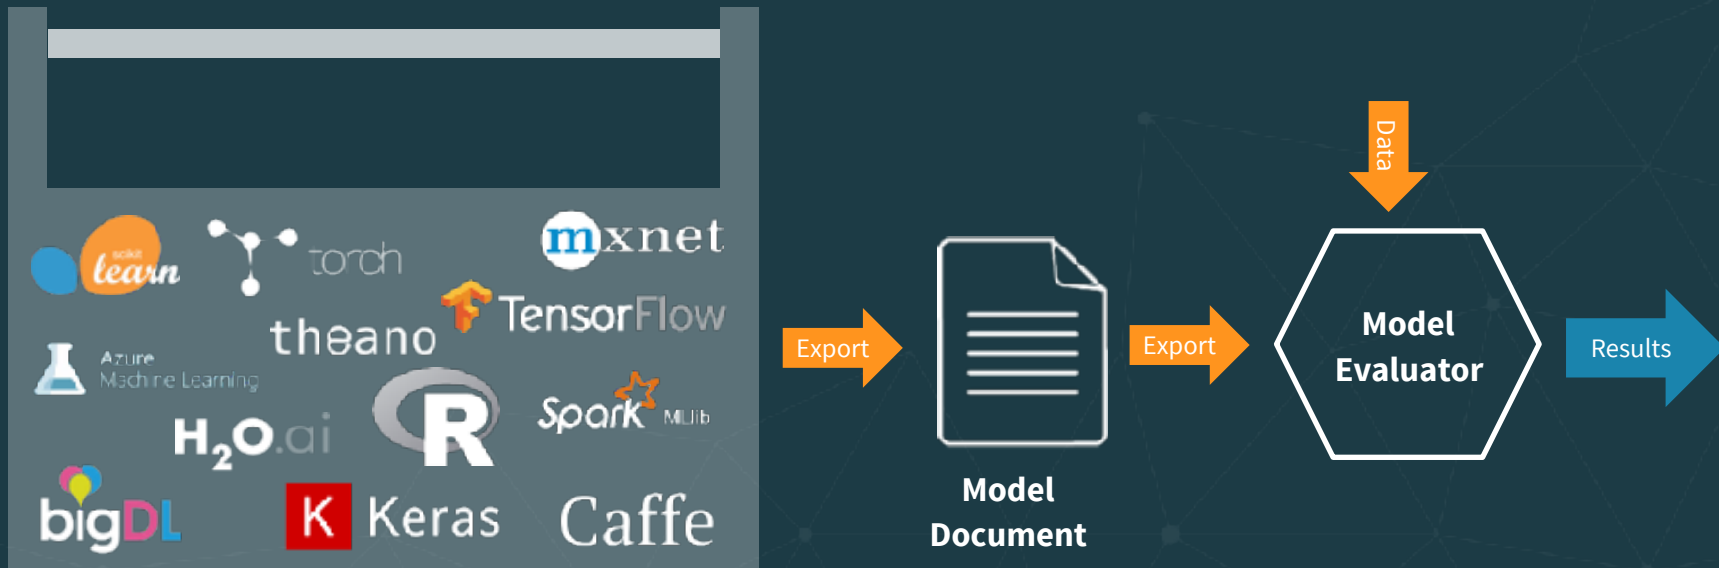 scikit
learn
torch
mxnet
theano
TensorFlow
Azure
Machine Learning
H2O.ai
R
Spark MLlib
bigDL
K Keras
Caffe
Export
Model
Document
Export
Data
Model
Evaluator
Results